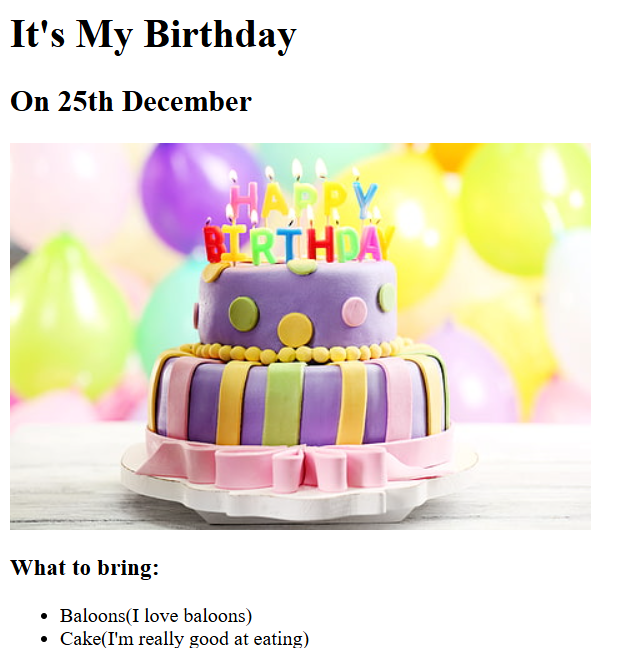 It's My Birthday
On 25th December
HAPPY
BIRTHDAY
What to bring:
Baloons(I love baloons)
Cake(I'm really good at eating)